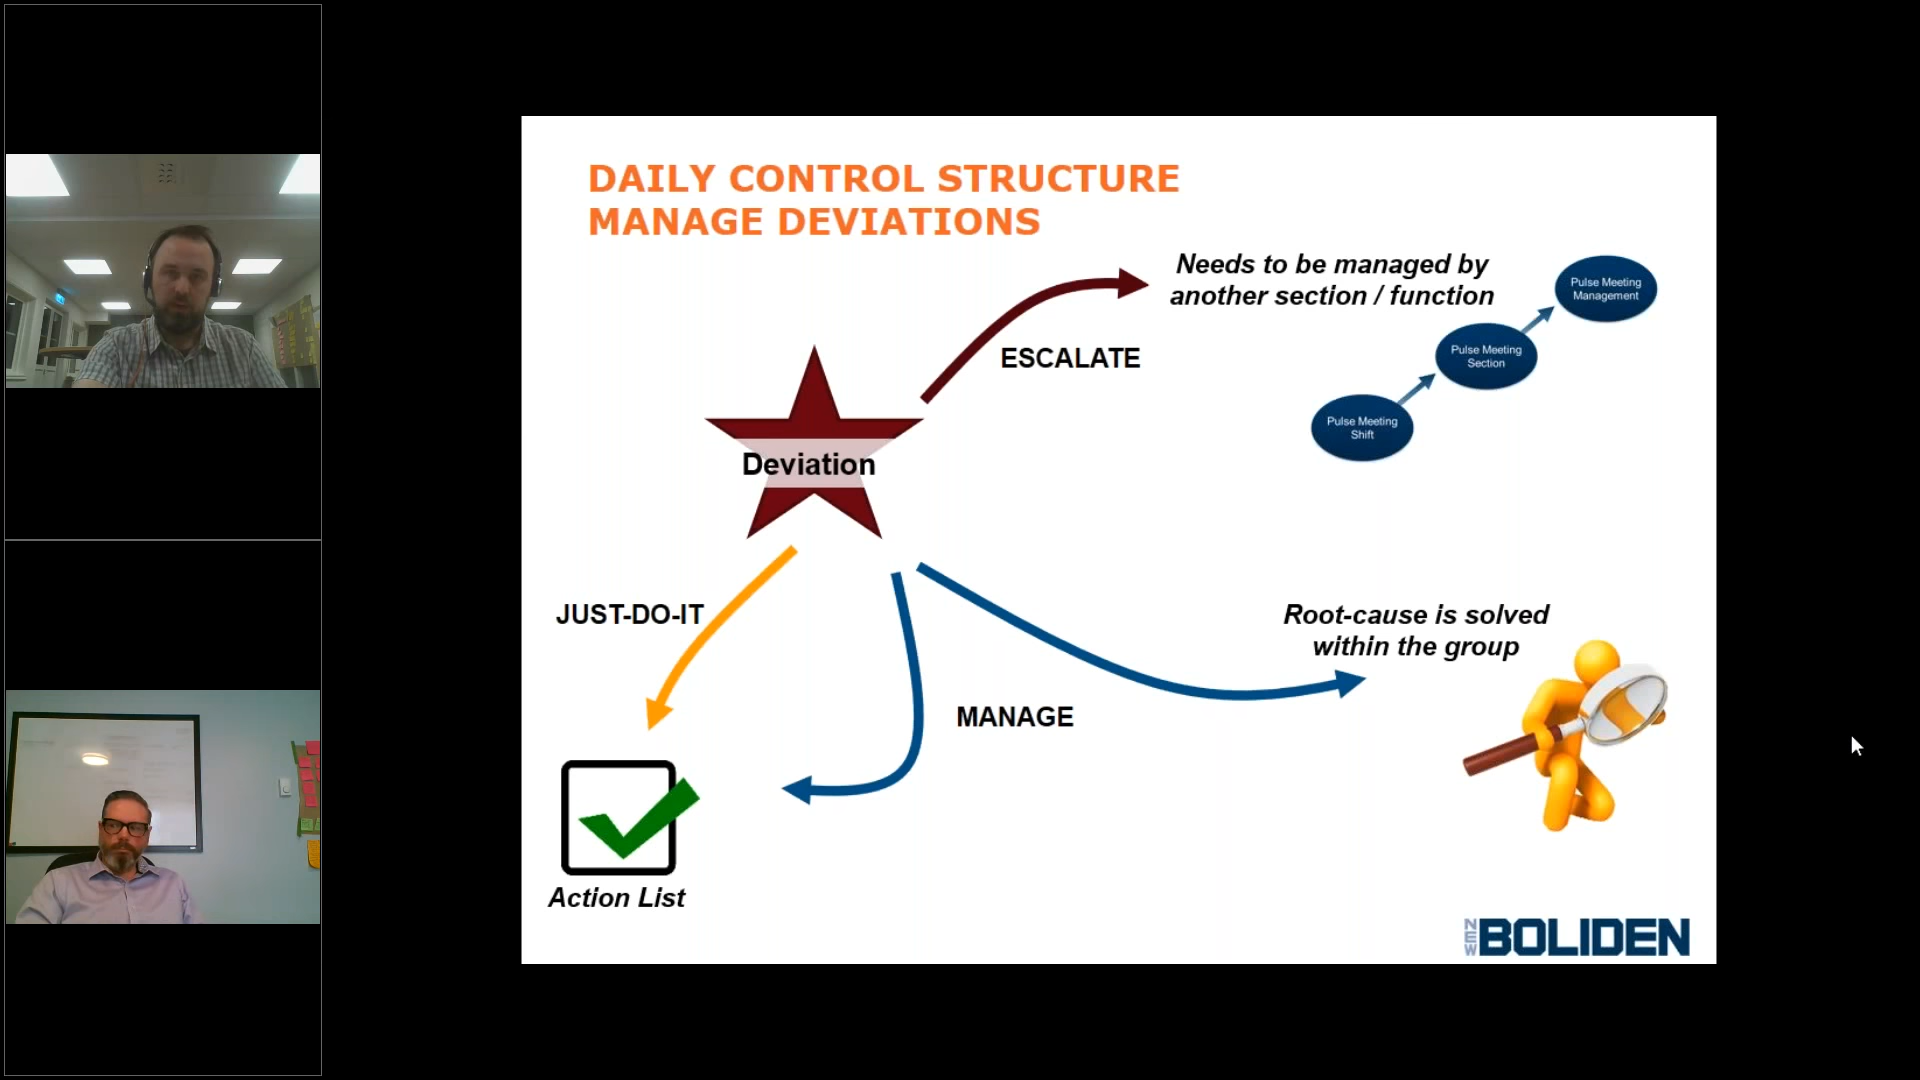 DAILY CONTROL STRUCTURE
MANAGE DEVIATIONS
Needs to be managed by
another section / function
Pulse Meeting
Management
Pulse Meeting
Section
Pulse Meeting
Shift
ESCALATE
Deviation
JUST-DO-IT
MANAGE
Root-cause is solved
within the group
Action List
NEW
BOLIDEN